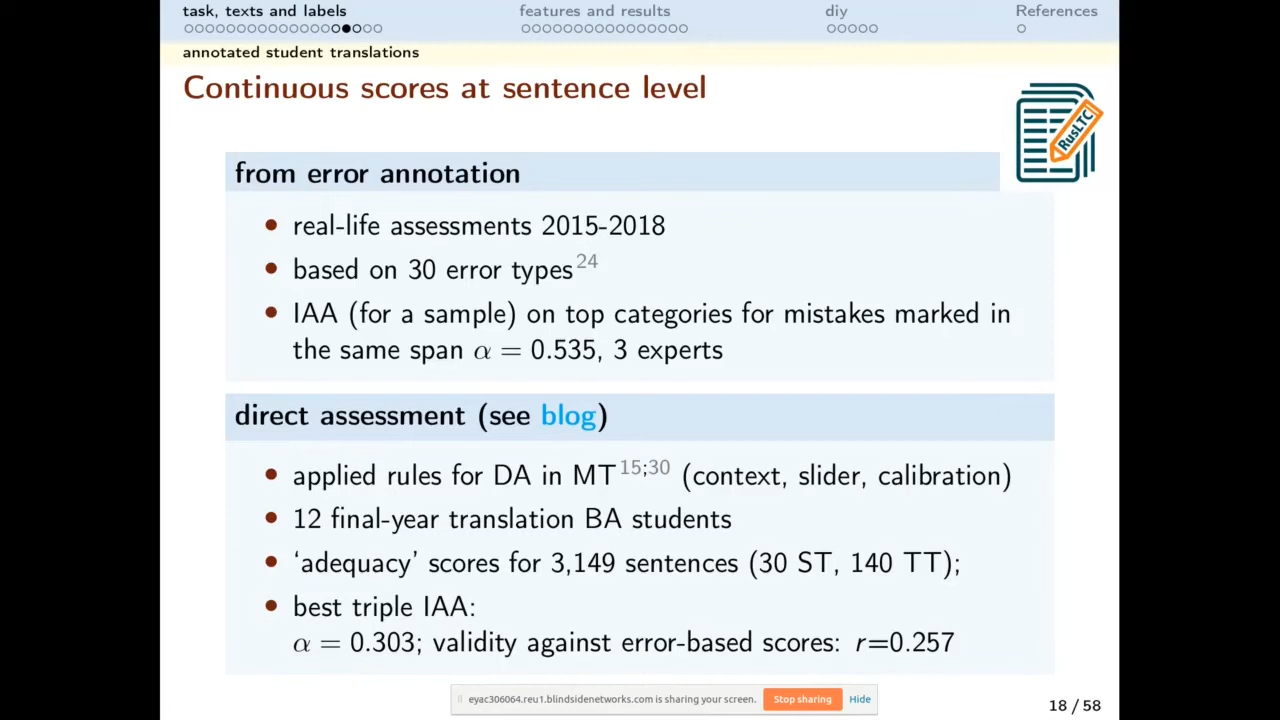 task, texts and labels features and results diy References
annotated student translations
Continuous scores at sentence level
RusLTC
from error annotation
• real-life assessments 2015-2018
• based on 30 error types24
• IAA (for a sample) on top categories for mistakes marked in
the same span α = 0.535, 3 experts
direct assessment (see blog)
• applied rules for DA in MT15;30 (context, slider, calibration)
• 12 final-year translation BA students
• ‘adequacy’ scores for 3,149 sentences (30 ST, 140 TT);
• best triple IAA:
α = 0.303; validity against error-based scores: r=0.257
eyac306064.reu1.blindsidenetworks.com is sharing your screen. Stop sharing Hide
18 / 58